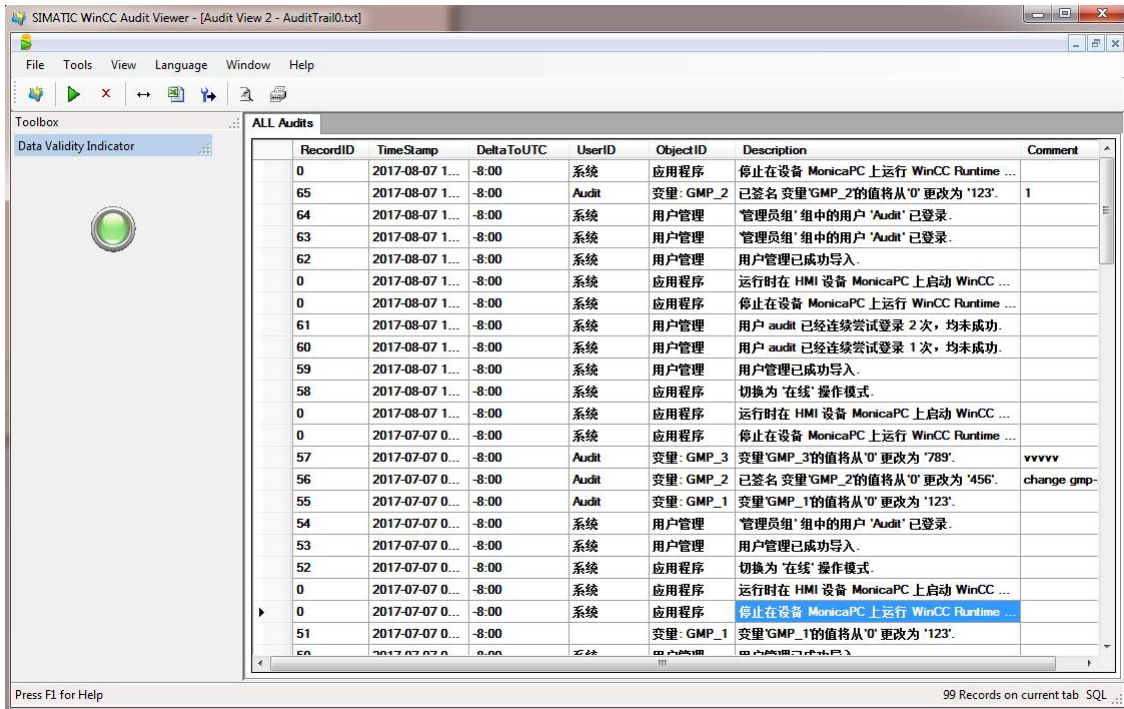 SIMATIC WinCC Audit Viewer - [Audit View 2 - AuditTrail0.txt]
File Tools View Language Window Help
Toolbox
Data Validity Indicator
ALL Audits
RecordID TimeStamp DeltaToUTC UserID ObjectID Description Comment
0 2017-08-07 1... -8:00 系统 应用程序 停止在设备 MonicaPC 上运行 WinCC Runtime ...
65 2017-08-07 1... -8:00 Audit 变量: GMP_2 已签名 变量'GMP_2'的值将从'0' 更改为 '123'. 1
64 2017-08-07 1... -8:00 系统 用户管理 '管理员组' 组中的用户 'Audit' 已登录.
63 2017-08-07 1... -8:00 系统 用户管理 '管理员组' 组中的用户 'Audit' 已登录.
62 2017-08-07 1... -8:00 系统 用户管理 用户管理已成功导入.
0 2017-08-07 1... -8:00 系统 应用程序 运行时在 HMI 设备 MonicaPC 上启动 WinCC ...
0 2017-08-07 1... -8:00 系统 应用程序 停止在设备 MonicaPC 上运行 WinCC Runtime ...
61 2017-08-07 1... -8:00 系统 用户管理 用户 audit 已经连续尝试登录 2 次，均未成功.
60 2017-08-07 1... -8:00 系统 用户管理 用户 audit 已经连续尝试登录 1 次，均未成功.
59 2017-08-07 1... -8:00 系统 用户管理 用户管理已成功导入.
58 2017-08-07 1... -8:00 系统 应用程序 切换为 '在线' 操作模式.
0 2017-08-07 1... -8:00 系统 应用程序 运行时在 HMI 设备 MonicaPC 上启动 WinCC ...
0 2017-07-07 0... -8:00 系统 应用程序 停止在设备 MonicaPC 上运行 WinCC Runtime ...
57 2017-07-07 0... -8:00 Audit 变量: GMP_3 变量'GMP_3'的值将从'0' 更改为 '789'. vvvvv
56 2017-07-07 0... -8:00 Audit 变量: GMP_2 已签名 变量'GMP_2'的值将从'0' 更改为 '456'. change gmp-
55 2017-07-07 0... -8:00 Audit 变量: GMP_1 变量'GMP_1'的值将从'0' 更改为 '123'.
54 2017-07-07 0... -8:00 系统 用户管理 '管理员组' 组中的用户 'Audit' 已登录.
53 2017-07-07 0... -8:00 系统 用户管理 用户管理已成功导入.
52 2017-07-07 0... -8:00 系统 应用程序 切换为 '在线' 操作模式.
0 2017-07-07 0... -8:00 系统 应用程序 运行时在 HMI 设备 MonicaPC 上启动 WinCC ...
0 2017-07-07 0... -8:00 系统 应用程序 停止在设备 MonicaPC 上运行 WinCC Runtime ...
51 2017-07-07 0... -8:00 变量: GMP_1 变量'GMP_1'的值将从'0' 更改为 '123'.
Press F1 for Help 99 Records on current tab SQL